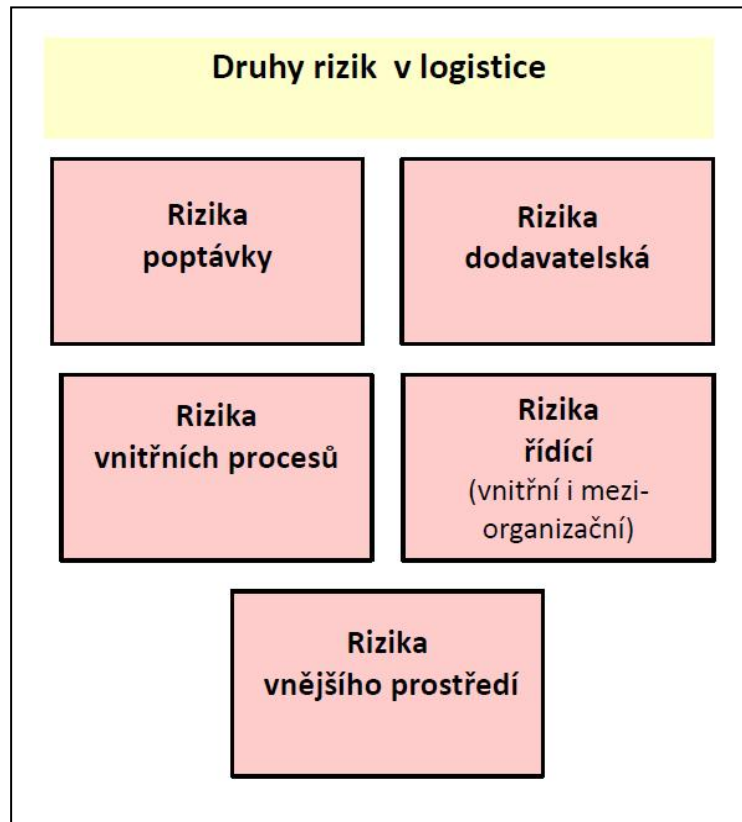 Druhy rizik v logistice
Rizika
poptávky
Rizika
dodavatelská
Rizika
vnitřních procesů
Rizika
řídící
(vnitřní i mezi-
organizační)
Rizika
vnějšího prostředí